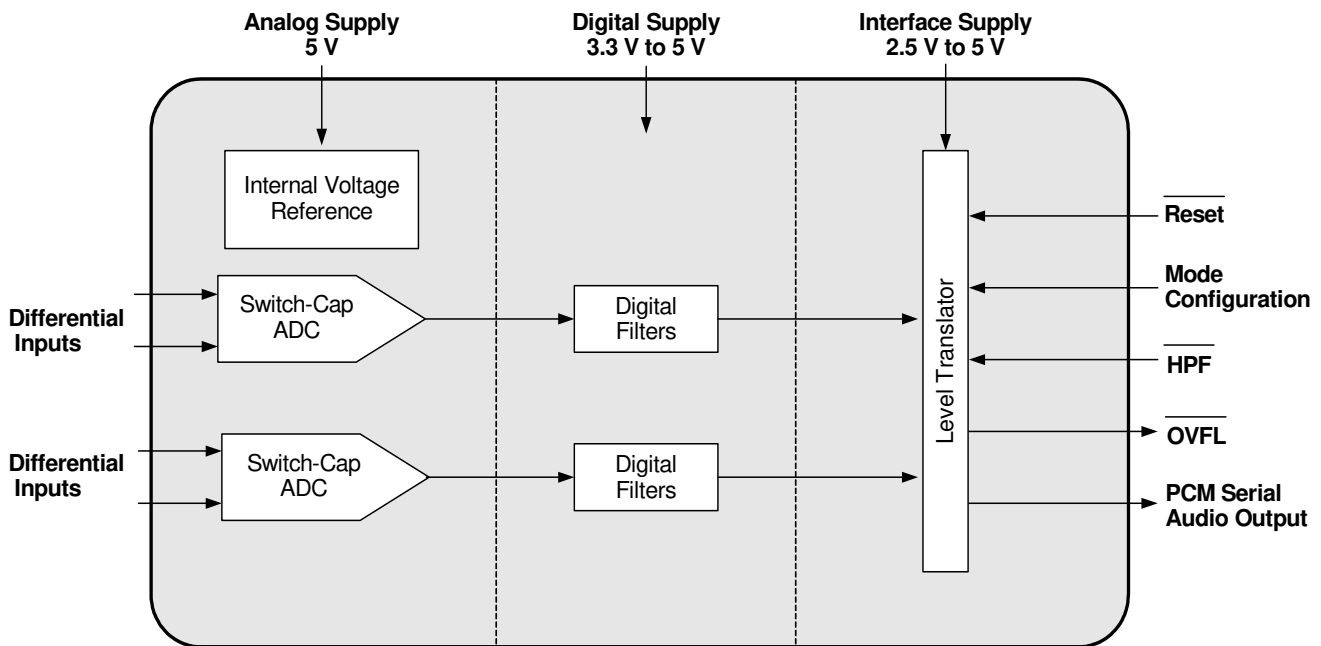 Analog Supply
5 V
Digital Supply
3.3 V to 5 V
Interface Supply
2.5 V to 5 V
Internal Voltage
Reference
Differential
Inputs
Switch-Cap
ADC
Digital
Filters
Differential
Inputs
Switch-Cap
ADC
Digital
Filters
Level Translator
Reset
Mode
Configuration
HPF
OVFL
PCM Serial
Audio Output